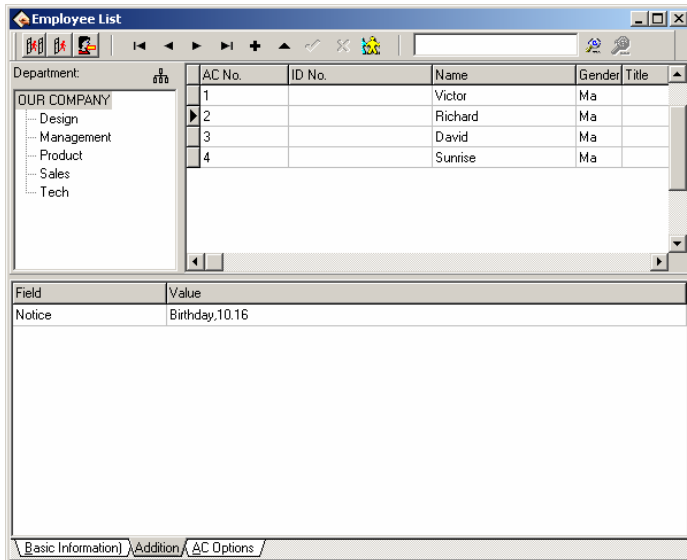 Employee List
Department:
OUR COMPANY
Design
Management
Product
Sales
Tech
AC No. ID No. Name Gender Title
1 Victor Ma
2 Richard Ma
3 David Ma
4 Sunrise Ma
Field Value
Notice Birthday,10.16
Basic Information) Addition AC Options